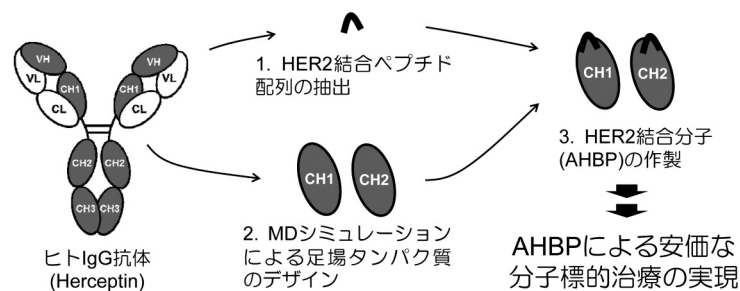 VH
VH
VL
VL
CH1
CH1
CL
CL
CH2
CH2
CH3
CH3
ヒトIgG抗体
(Herceptin)
1. HER2結合ペプチド
配列の抽出
CH1
CH2
2. MDシミュレーション
による足場タンパク質
のデザイン
CH1
CH2
3. HER2結合分子
(AHBP)の作製
AHBPによる安価な
分子標的治療の実現